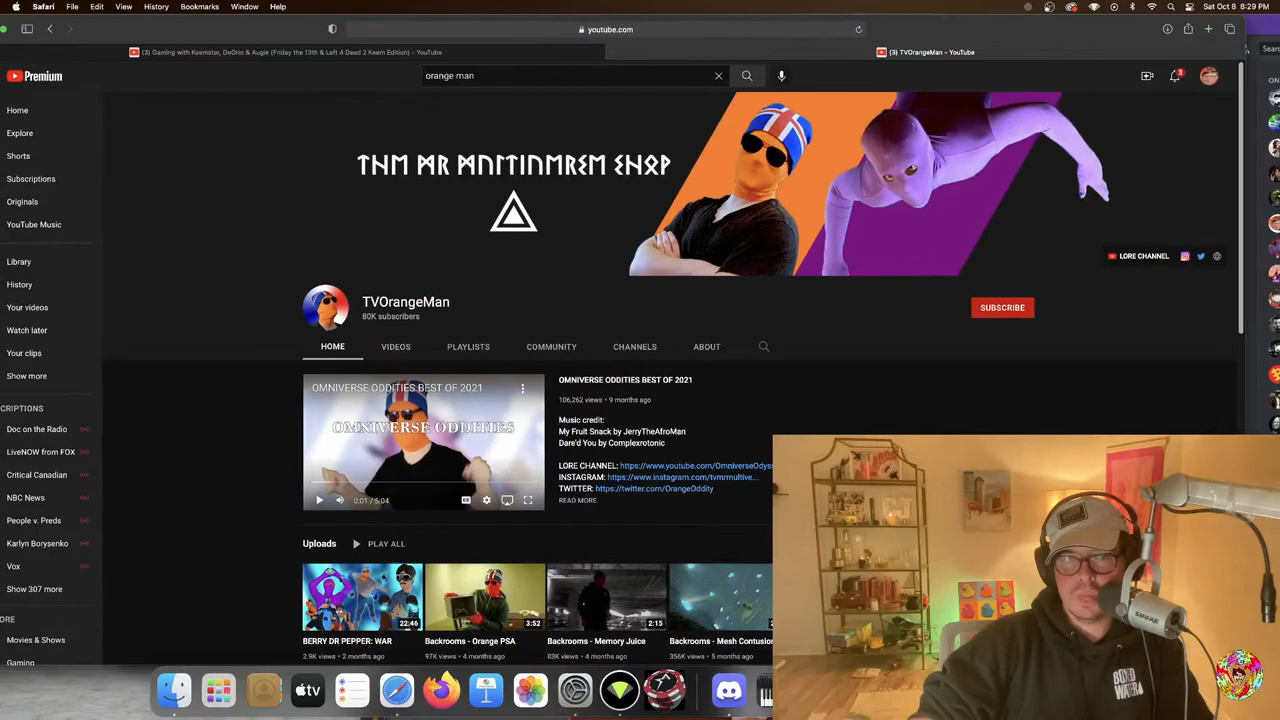 Safari File Edit View History Bookmarks Window Help
Sat Oct 8 8:29 PM
youtube.com
(3) Gaming with Keemstar, DeOrio & Augie (Friday the 13th & Left 4 Dead 2 Keem Edition) - YouTube
(3) TVOrangeMan - YouTube
Sear
Premium
orange man
3
ON
Home
Explore
Shorts
Subscriptions
Originals
YouTube Music
Library
History
Your videos
Watch later
Your clips
Show more
CRIPTIONS
Doc on the Radio
LiveNOW from FOX
Critical Canadian
NBC News
People v. Preds
Karlyn Borysenko
Vox
Show 307 more
ORE
Movies & Shows
Gaming
LORE CHANNEL
TVOrangeMan
80K subscribers
SUBSCRIBE
HOME VIDEOS PLAYLISTS COMMUNITY CHANNELS ABOUT
OMNIVERSE ODDITIES BEST OF 2021
OMNIVERSE ODDITIES
0:01 / 5:04
OMNIVERSE ODDITIES BEST OF 2021
106,262 views • 9 months ago
Music credit:
My Fruit Snack by JerryTheAfroMan
Dare'd You by Complexrotonic
LORE CHANNEL: https://www.youtube.com/OmniverseOdys
INSTAGRAM: https://www.instagram.com/tvmrmultive...
TWITTER: https://twitter.com/OrangeOddity
READ MORE
Uploads PLAY ALL
22:46
3:52
2:15
BERRY DR PEPPER: WAR
2.9K views • 2 months ago
Backrooms - Orange PSA
97K views • 4 months ago
Backrooms - Memory Juice
83K views • 4 months ago
Backrooms - Mesh Contusion
356K views • 5 months ago
tv
SHURE
BOXED
WATER